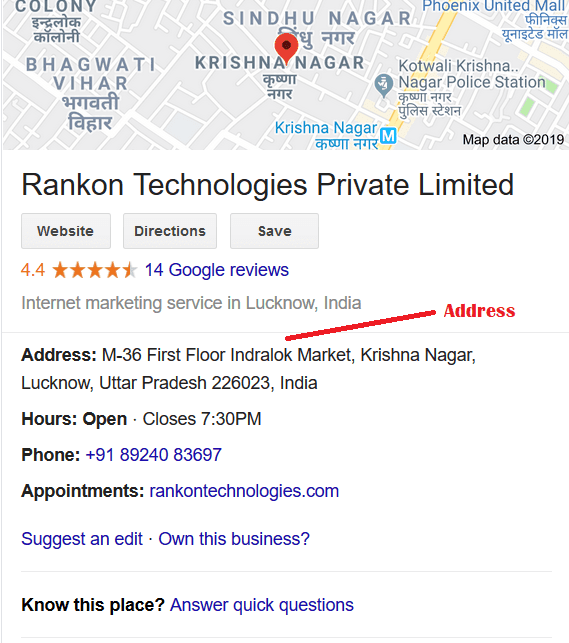 COLONY
इन्द्रलोक
कॉलोनी
SINDHU NAGAR
सिंधु नगर
Phoenix United Mall
फीनिक्स
यूनाइटेड मॉल
BHAGWATI
VIHAR
भगवती
विहार
KRISHNA NAGAR
कृष्णा
नगर
Kotwali Krishna..
Nagar Police Station
कृष्णा नगर
पुलिस स्टेशन
Krishna Nagar
कृष्णा नगर
M
Map data ©2019
Rankon Technologies Private Limited
Website Directions Save
4.4 14 Google reviews
Internet marketing service in Lucknow, India
Address
Address: M-36 First Floor Indralok Market, Krishna Nagar,
Lucknow, Uttar Pradesh 226023, India
Hours: Open · Closes 7:30PM
Phone: +91 89240 83697
Appointments: rankontechnologies.com
Suggest an edit · Own this business?
Know this place? Answer quick questions